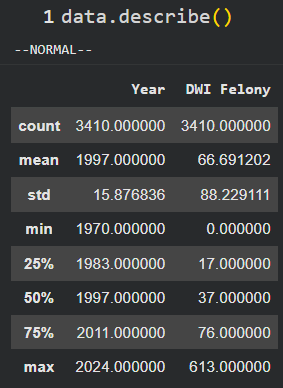 1 data.describe()
--NORMAL--
Year DWI Felony
count 3410.000000 3410.000000
mean 1997.000000 66.691202
std 15.876836 88.229111
min 1970.000000 0.000000
25% 1983.000000 17.000000
50% 1997.000000 37.000000
75% 2011.000000 76.000000
max 2024.000000 613.000000